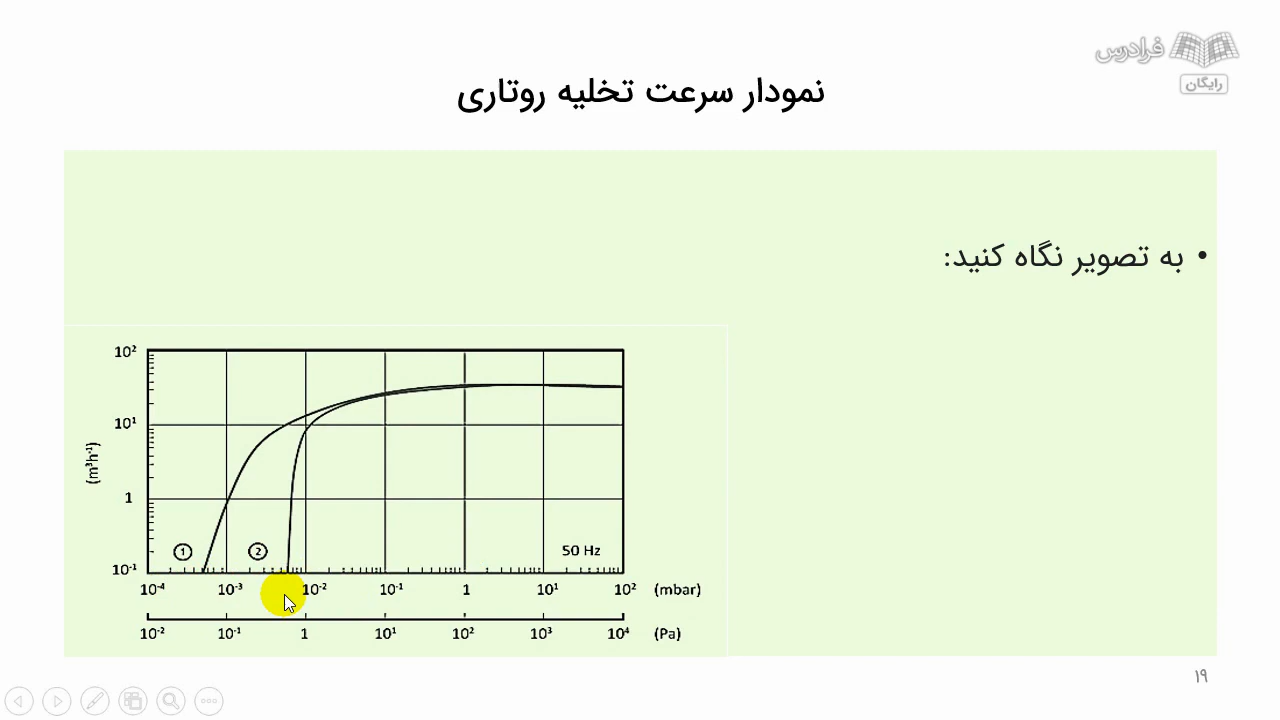 فرادرس
رایگان
نمودار سرعت تخلیه روتاری
• به تصویر نگاه کنید:
10²
10¹
1
10⁻¹
(m³h⁻¹)
1
2
50 Hz
10⁻⁴ 10⁻³ 10⁻² 10⁻¹ 1 10¹ 10² (mbar)
10⁻² 10⁻¹ 1 10¹ 10² 10³ 10⁴ (Pa)
۱۹